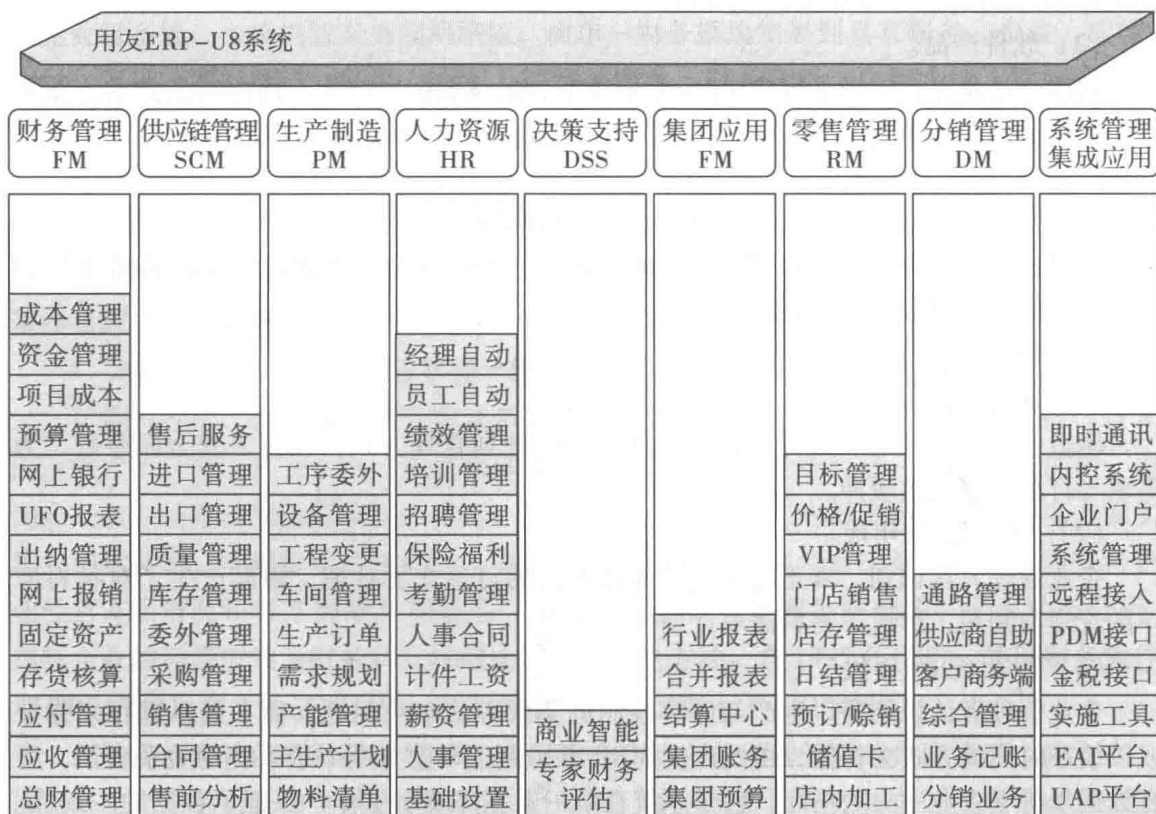 用友ERP-U8系统
财务管理
FM
供应链管理
SCM
生产制造
PM
人力资源
HR
决策支持
DSS
集团应用
FM
零售管理
RM
分销管理
DM
系统管理
集成应用
成本管理
资金管理
项目成本
预算管理
网上银行
UFO报表
出纳管理
网上报销
固定资产
存货核算
应付管理
应收管理
总财管理
售后服务
进口管理
出口管理
质量管理
库存管理
委外管理
采购管理
销售管理
合同管理
售前分析
工序委外
设备管理
工程变更
车间管理
生产订单
需求规划
产能管理
主生产计划
物料清单
经理自动
员工自动
绩效管理
培训管理
招聘管理
保险福利
考勤管理
人事合同
计件工资
薪资管理
人事管理
基础设置
商业智能
专家财务
评估
行业报表
合并报表
结算中心
集团账务
集团预算
目标管理
价格/促销
VIP管理
门店销售
店存管理
日结管理
预订/赊销
储值卡
店内加工
通路管理
供应商自助
客户商务端
综合管理
业务记账
分销业务
即时通讯
内控系统
企业门户
系统管理
远程接入
PDM接口
金税接口
实施工具
EAI平台
UAP平台